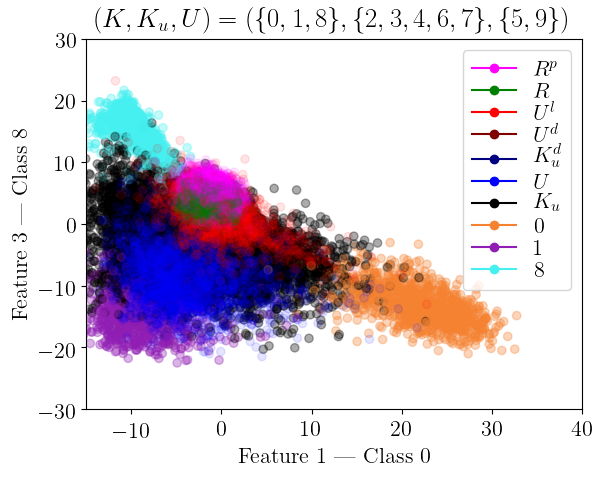 (K, K_u, U) = ({0, 1, 8}, {2, 3, 4, 6, 7}, {5, 9})
30
20
10
0
−10
−20
−30
Feature 3 — Class 8
R^p
R
U^l
U^d
K_u^d
U
K_u
0
1
8
−10
0
10
20
30
40
Feature 1 — Class 0